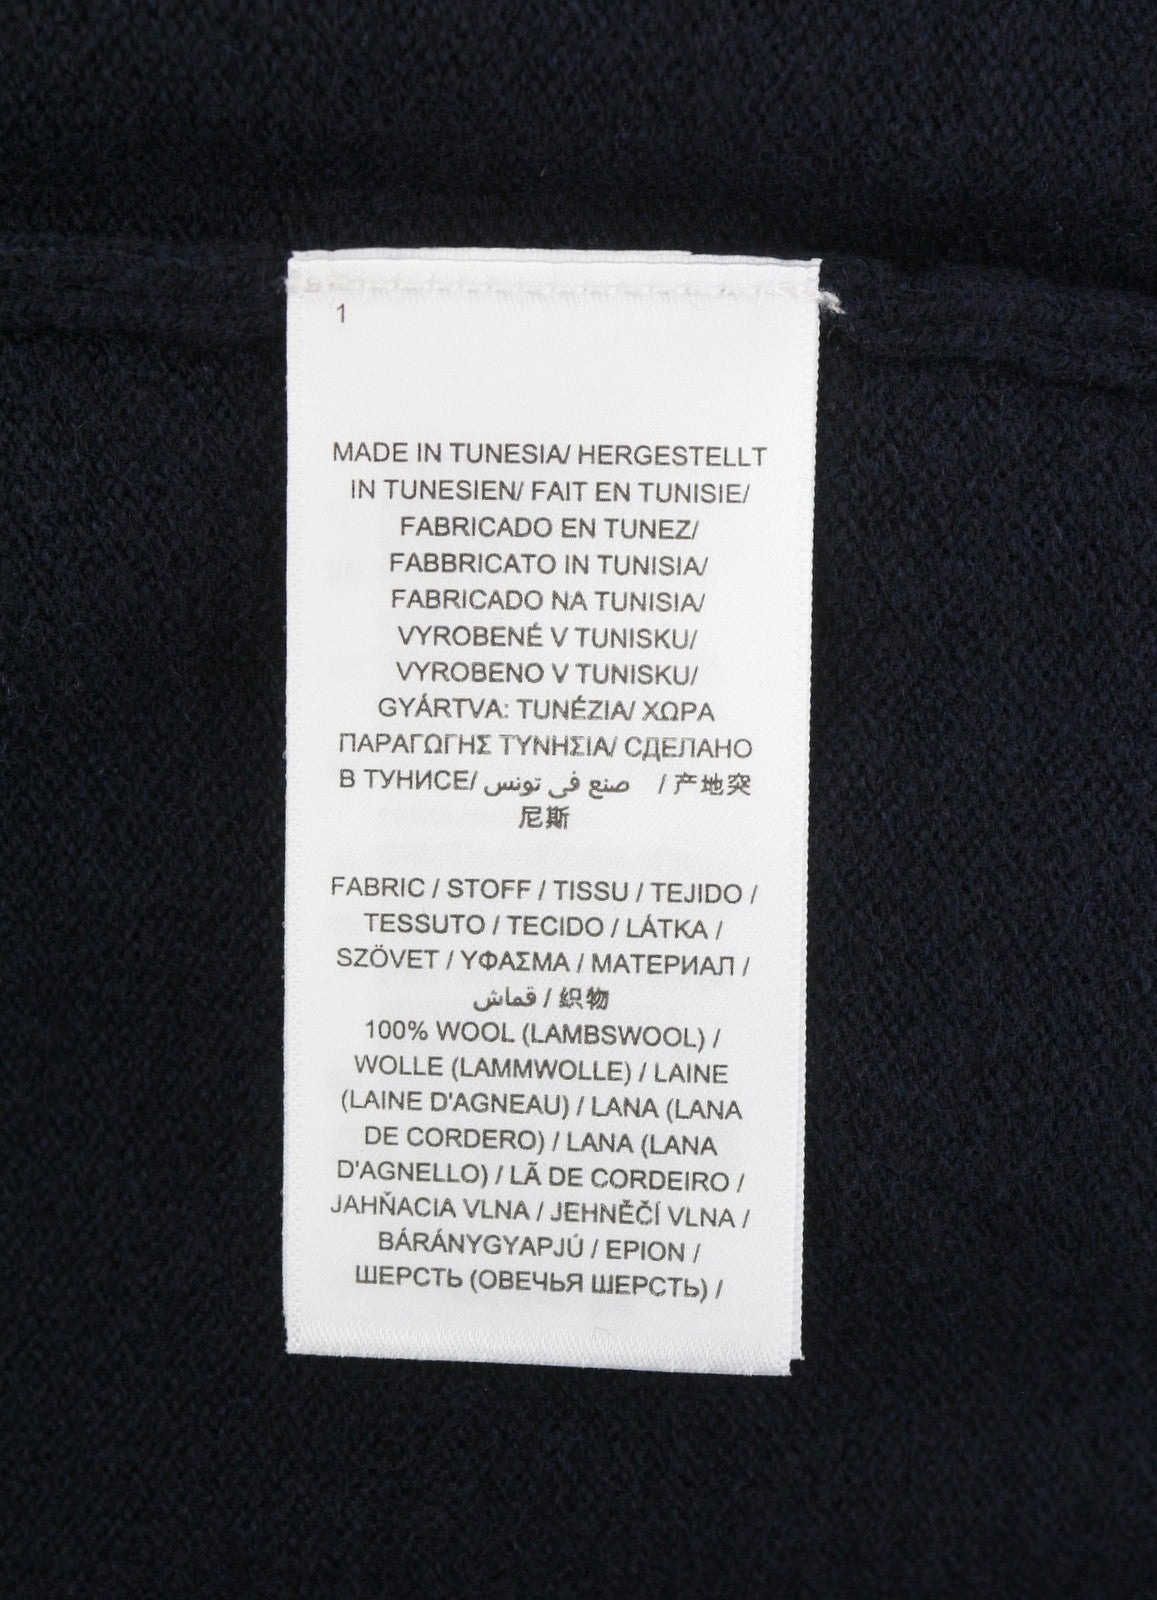 1
MADE IN TUNESIA/ HERGESTELLT
IN TUNESIEN/ FAIT EN TUNISIE/
FABRICADO EN TUNEZ/
FABBRICATO IN TUNISIA/
FABRICADO NA TUNISIA/
VYROBENÉ V TUNISKU/
VYROBENO V TUNISKU/
GYÁRTVA: TUNÉZIA/ ΧΩΡΑ
ΠΑΡΑΓΩΓΗΣ ΤΥΝΗΣΙΑ/ СДЕЛАНО
В ТУНИСЕ/ صنع في تونس / 产地突
尼斯
FABRIC / STOFF / TISSU / TEJIDO /
TESSUTO / TECIDO / LÁTKA /
SZÖVET / ΥΦΑΣΜΑ / МАТЕРИАЛ /
قماش / 织物
100% WOOL (LAMBSWOOL) /
WOLLE (LAMMWOLLE) / LAINE
(LAINE D'AGNEAU) / LANA (LANA
DE CORDERO) / LANA (LANA
D'AGNELLO) / LÃ DE CORDEIRO /
JAHŇACIA VLNA / JEHNĚČÍ VLNA /
BÁRÁNYGYAPJÚ / ΕΡΙΟΝ /
ШЕРСТЬ (ОВЕЧЬЯ ШЕРСТЬ) /